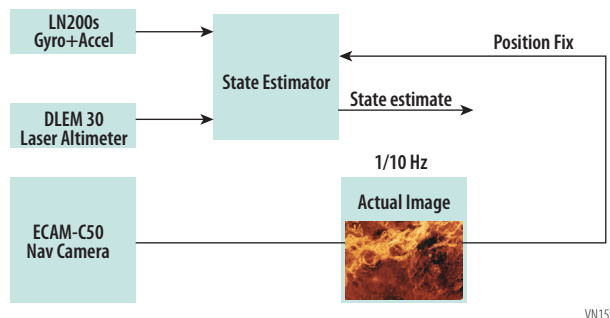 LN200s
Gyro+Accel
DLEM 30
Laser Altimeter
ECAM-C50
Nav Camera
State Estimator
Position Fix
State estimate
1/10 Hz
Actual Image
VN15